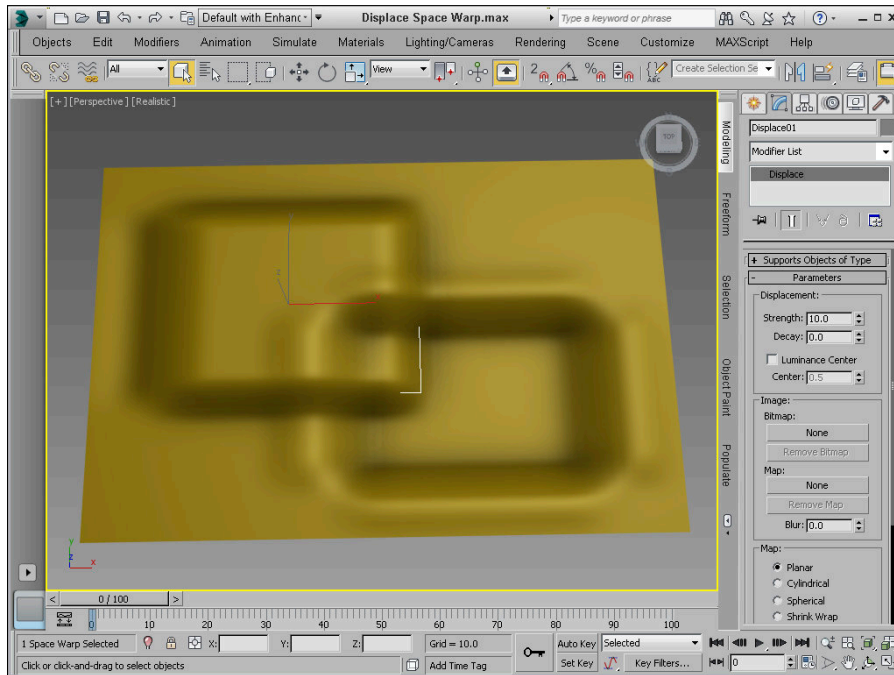 Default with Enhanc
Displace Space Warp.max
Type a keyword or phrase
Objects Edit Modifiers Animation Simulate Materials Lighting/Cameras Rendering Scene Customize MAXScript Help
All
View
Create Selection Se
[+] [Perspective] [Realistic]
TOP
Modeling
Freeform
Selection
Object Paint
Populate
Displace01
Modifier List
Displace
+ Supports Objects of Type
- Parameters
Displacement:
Strength: 10.0
Decay: 0.0
Luminance Center
Center: 0.5
Image:
Bitmap:
None
Remove Bitmap
Map:
None
Remove Map
Blur: 0.0
Map:
Planar
Cylindrical
Spherical
Shrink Wrap
z
x
y
z
< 0 / 100 >
0 10 20 30 40 50 60 70 80 90 100
1 Space Warp Selected X: Y: Z: Grid = 10.0 Auto Key Selected
Click or click-and-drag to select objects Add Time Tag Set Key Key Filters... 0